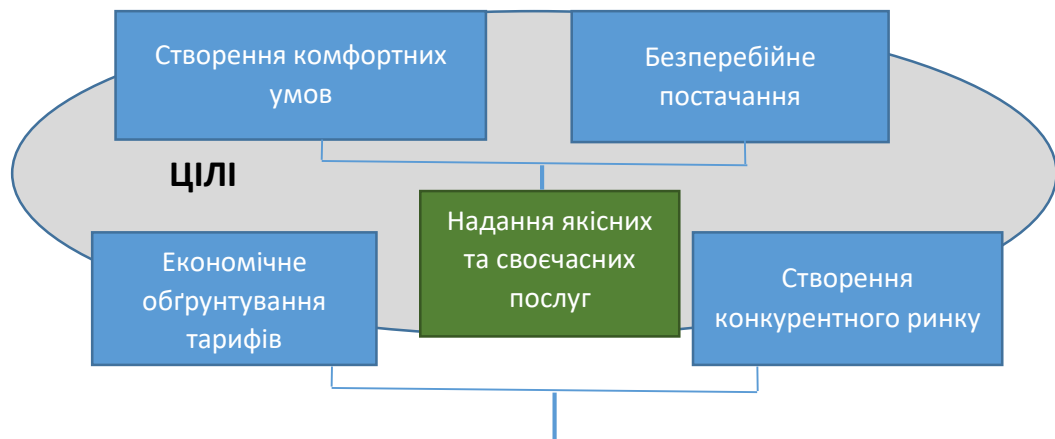 Створення комфортних
умов
Безперебійне
постачання
ЦІЛІ
Надання якісних
та своєчасних
послуг
Економічне
обґрунтування
тарифів
Створення
конкурентного ринку